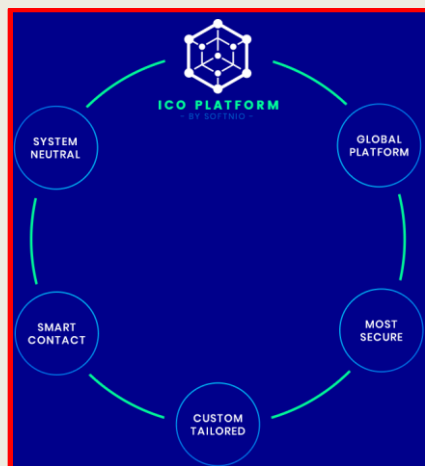 ICO PLATFORM
- BY SOFTNIO -
SYSTEM
NEUTRAL
GLOBAL
PLATFORM
SMART
CONTACT
MOST
SECURE
CUSTOM
TAILORED